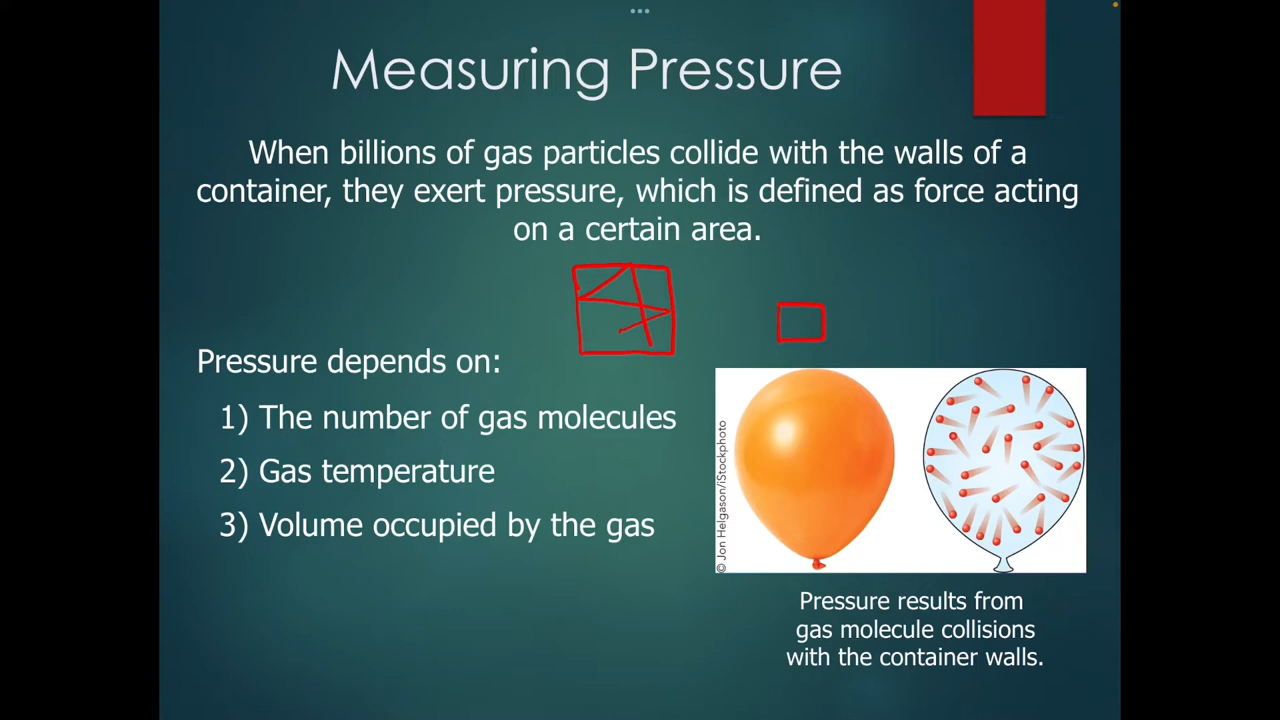 Measuring Pressure
When billions of gas particles collide with the walls of a
container, they exert pressure, which is defined as force acting
on a certain area.
Pressure depends on:
1) The number of gas molecules
2) Gas temperature
3) Volume occupied by the gas
© Jon Helgason/iStockphoto
Pressure results from
gas molecule collisions
with the container walls.